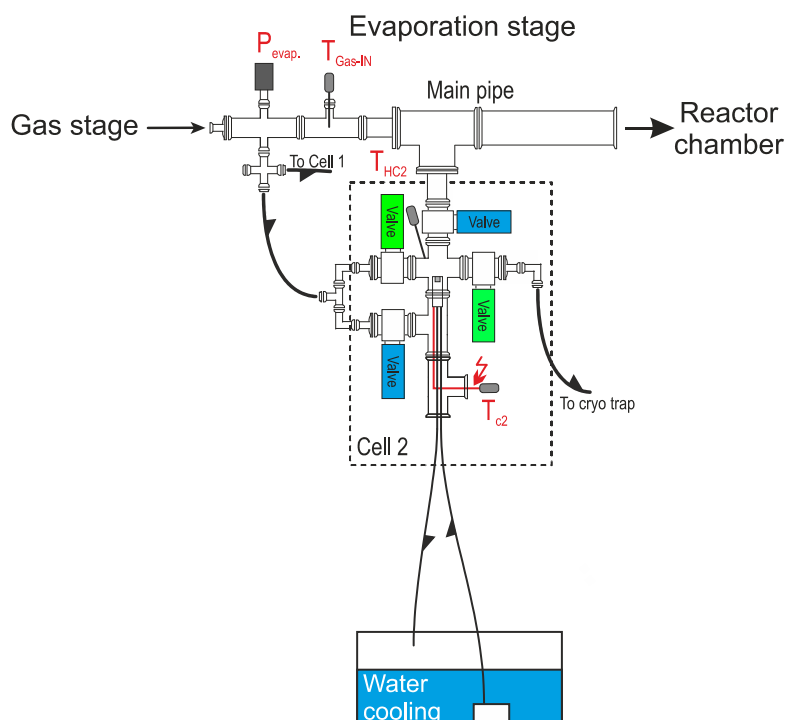 Evaporation stage
P evap.
T Gas-IN
Main pipe
Gas stage
Reactor
chamber
To Cell 1
T HC2
Valve
Valve
Valve
Valve
To cryo trap
T c2
Cell 2
Water
cooling